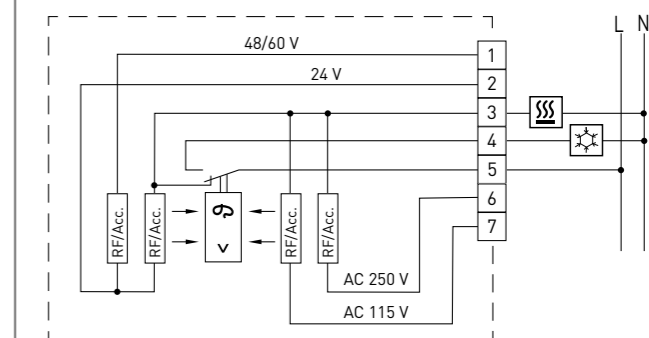 L N
48/60 V
1
24 V
2
3
4
5
6
7
RF/Acc.
RF/Acc.
ϑ
<
RF/Acc.
RF/Acc.
AC 250 V
AC 115 V